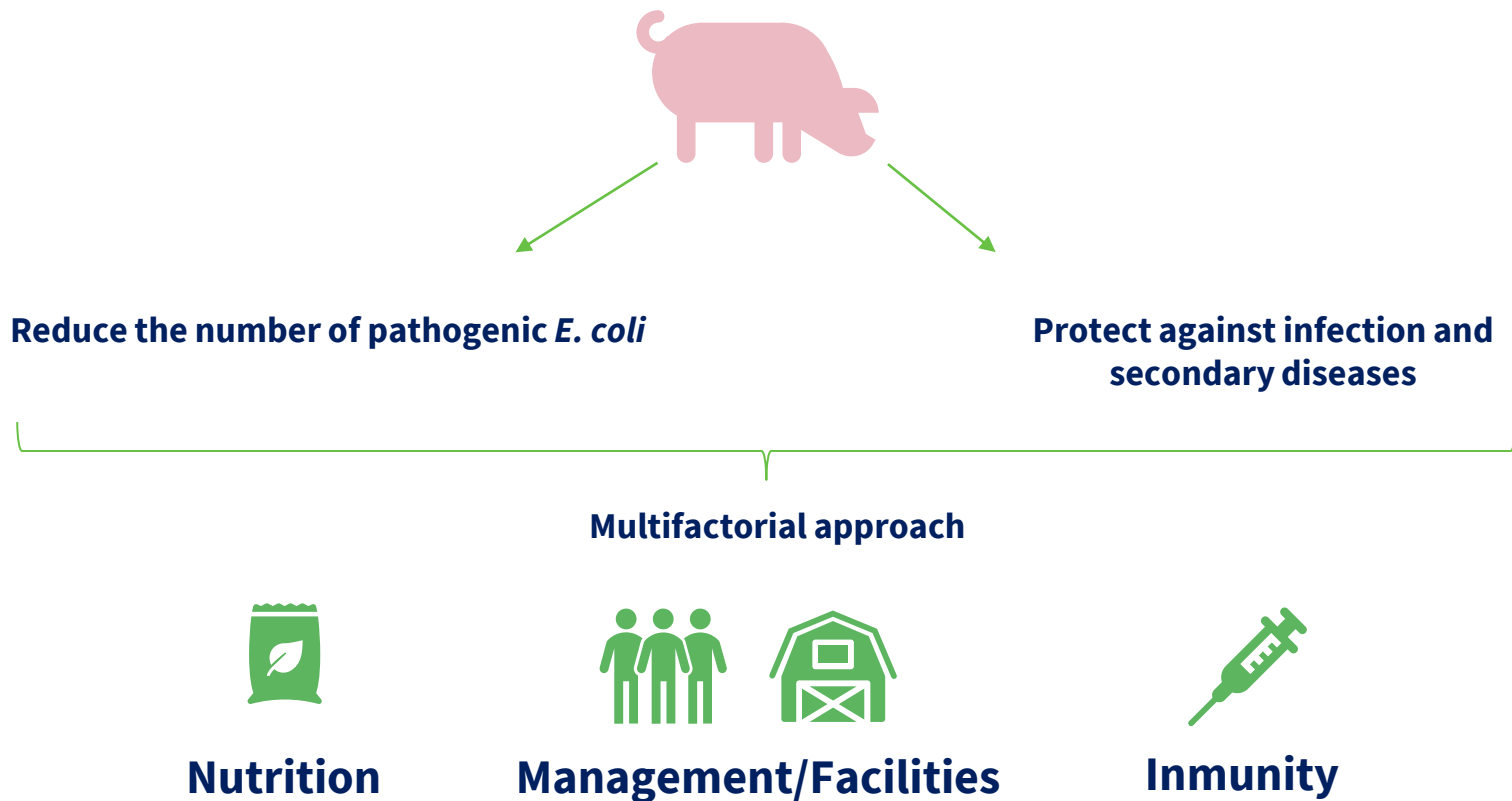 Reduce the number of pathogenic E. coli
Protect against infection and
secondary diseases
Multifactorial approach
Nutrition
Management/Facilities
Inmunity